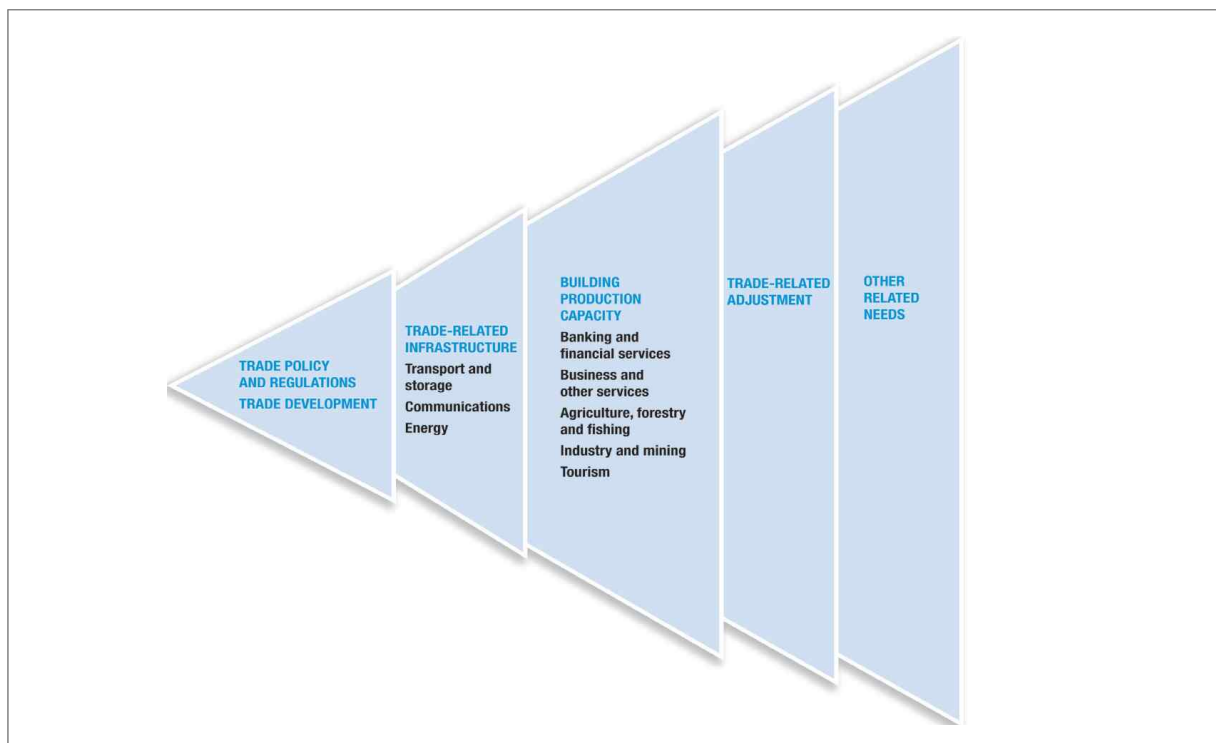 TRADE POLICY
AND REGULATIONS
TRADE DEVELOPMENT
TRADE-RELATED
INFRASTRUCTURE
Transport and
storage
Communications
Energy
BUILDING
PRODUCTION
CAPACITY
Banking and
financial services
Business and
other services
Agriculture, forestry
and fishing
Industry and mining
Tourism
TRADE-RELATED
ADJUSTMENT
OTHER
RELATED
NEEDS